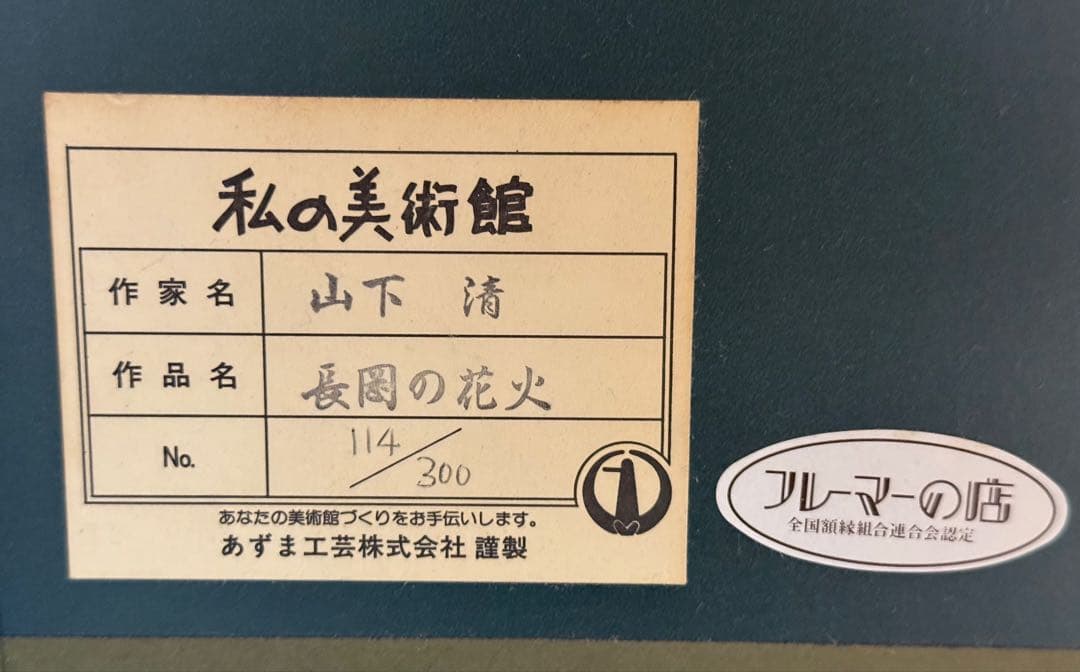 私の美術館
作家名 山下 清
作品名 長岡の花火
No. 114/300
あなたの美術館づくりをお手伝いします。
あずま工芸株式会社 謹製
フレーマーの店
全国額縁組合連合会認定